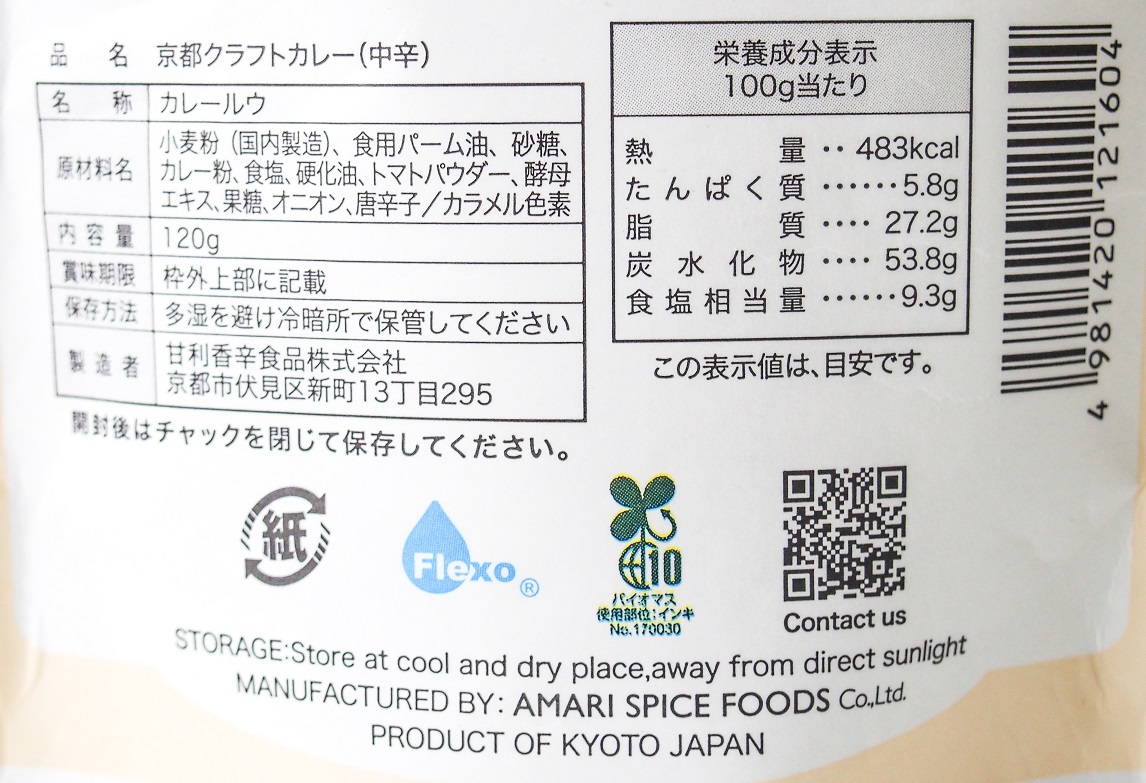 品 名 京都クラフトカレー(中辛)
名 称 カレールウ
原材料名 小麦粉(国内製造)、食用パーム油、砂糖、
カレー粉、食塩、硬化油、トマトパウダー、酵母
エキス、果糖、オニオン、唐辛子/カラメル色素
内容量 120g
賞味期限 枠外上部に記載
保存方法 多湿を避け冷暗所で保管してください
製造者 甘利香辛食品株式会社
京都市伏見区新町13丁目295
開封後はチャックを閉じて保存してください。
栄養成分表示
100g当たり
熱 量 ‥ 483kcal
たんぱく質 ‥‥‥5.8g
脂 質 ‥‥ 27.2g
炭水化物 ‥‥ 53.8g
食塩相当量 ‥‥‥9.3g
この表示値は、目安です。
4 981420 121604
紙
Flexo®
10
バイオマス
使用部位:インキ
No.170030
Contact us
STORAGE:Store at cool and dry place,away from direct sunlight
MANUFACTURED BY: AMARI SPICE FOODS Co.,Ltd.
PRODUCT OF KYOTO JAPAN